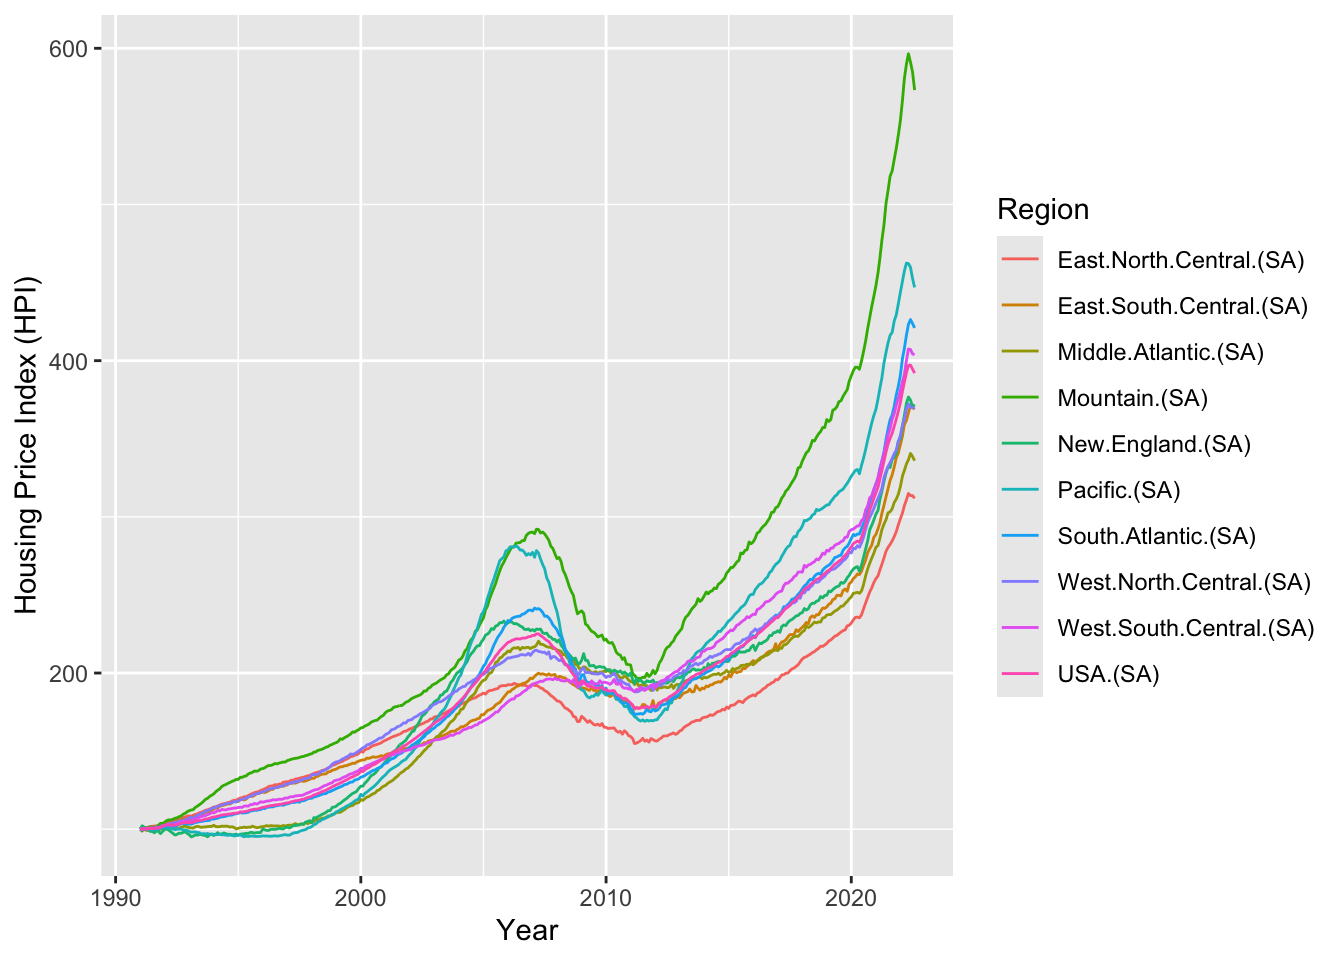 600
400
200
1990
2000
2010
2020
Year
Housing Price Index (HPI)
Region
East.North.Central.(SA)
East.South.Central.(SA)
Middle.Atlantic.(SA)
Mountain.(SA)
New.England.(SA)
Pacific.(SA)
South.Atlantic.(SA)
West.North.Central.(SA)
West.South.Central.(SA)
USA.(SA)